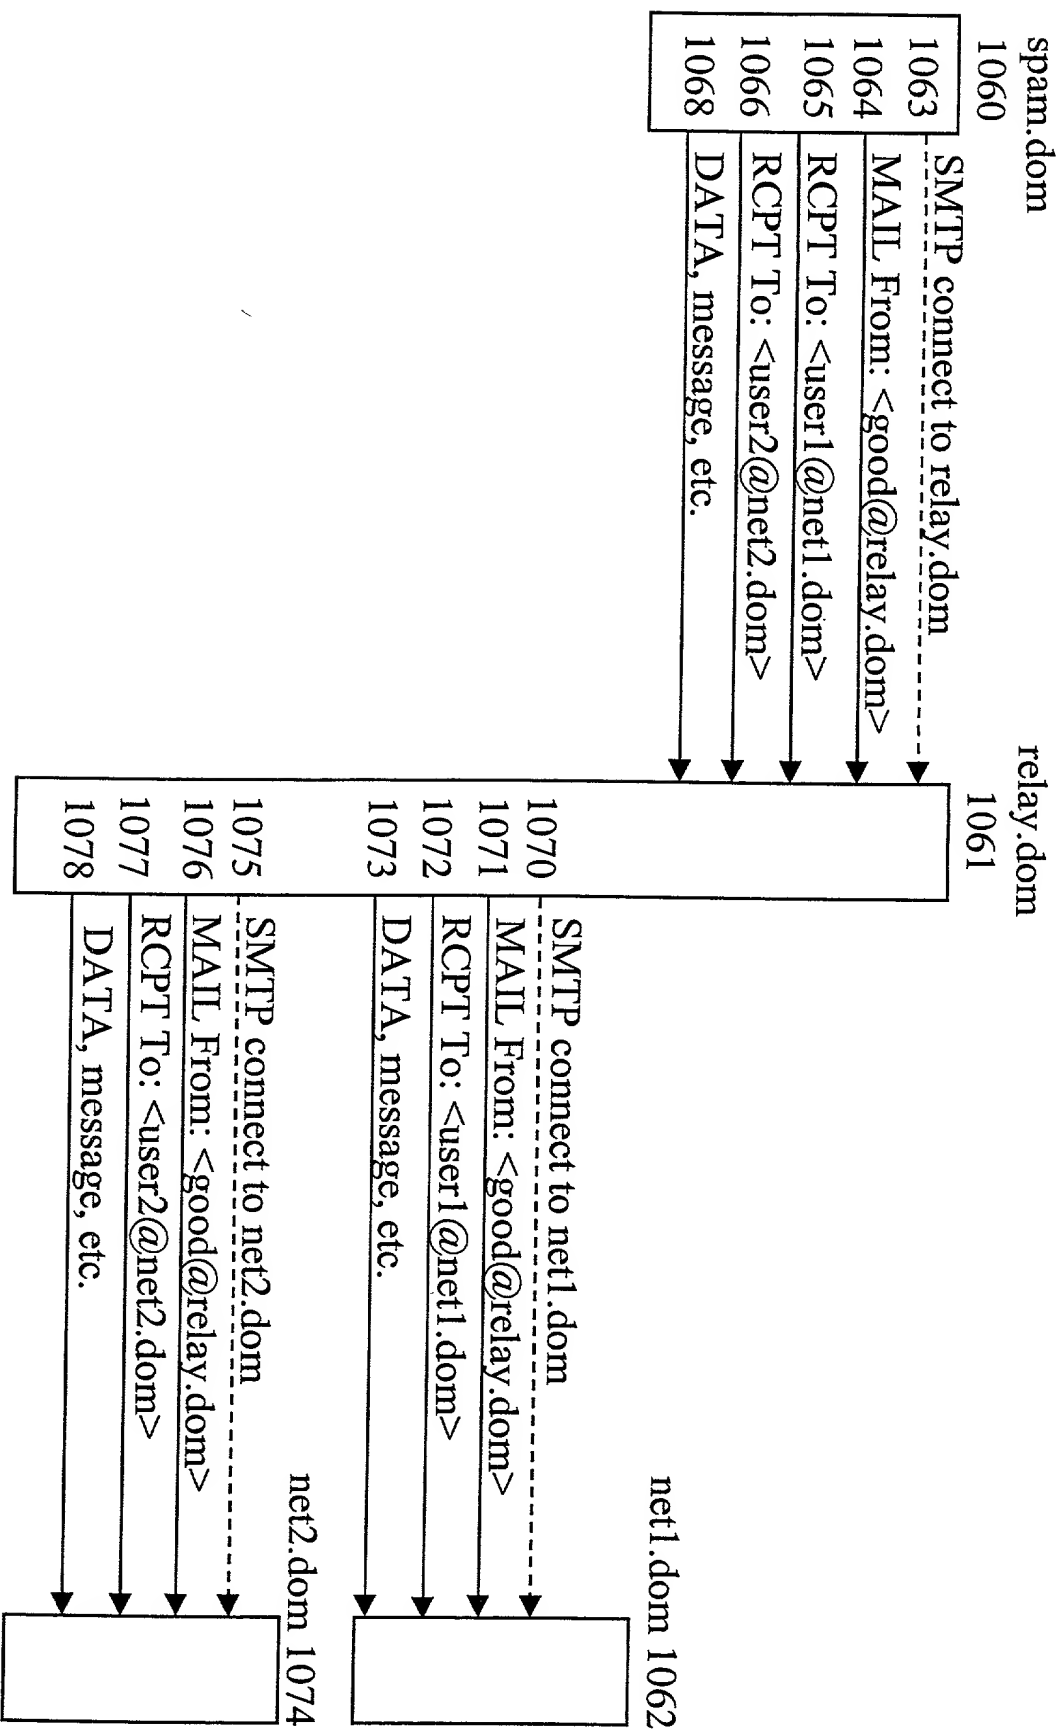 spam.dom
1060
1063 SMTP connect to relay.dom
1064 MAIL From: <good@relay.dom>
1065 RCPT To: <user1@net1.dom>
1066 RCPT To: <user2@net2.dom>
1068 DATA, message, etc.
relay.dom
1061
net1.dom 1062
1070 SMTP connect to net1.dom
1071 MAIL From: <good@relay.dom>
1072 RCPT To: <user1@net1.dom>
1073 DATA, message, etc.
net2.dom 1074
1075 SMTP connect to net2.dom
1076 MAIL From: <good@relay.dom>
1077 RCPT To: <user2@net2.dom>
1078 DATA, message, etc.